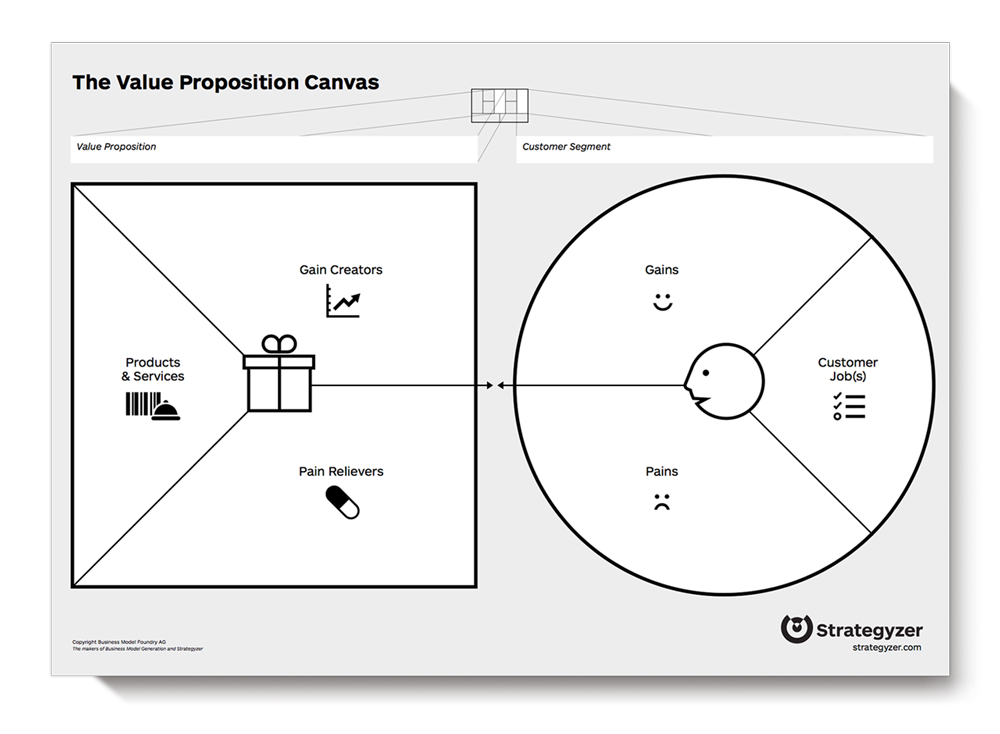 The Value Proposition Canvas
Value Proposition
Customer Segment
Gain Creators
Products
& Services
Pain Relievers
Gains
Customer
Job(s)
Pains
Copyright Business Model Foundry AG
The makers of Business Model Generation and Strategyzer
Strategyzer
strategyzer.com